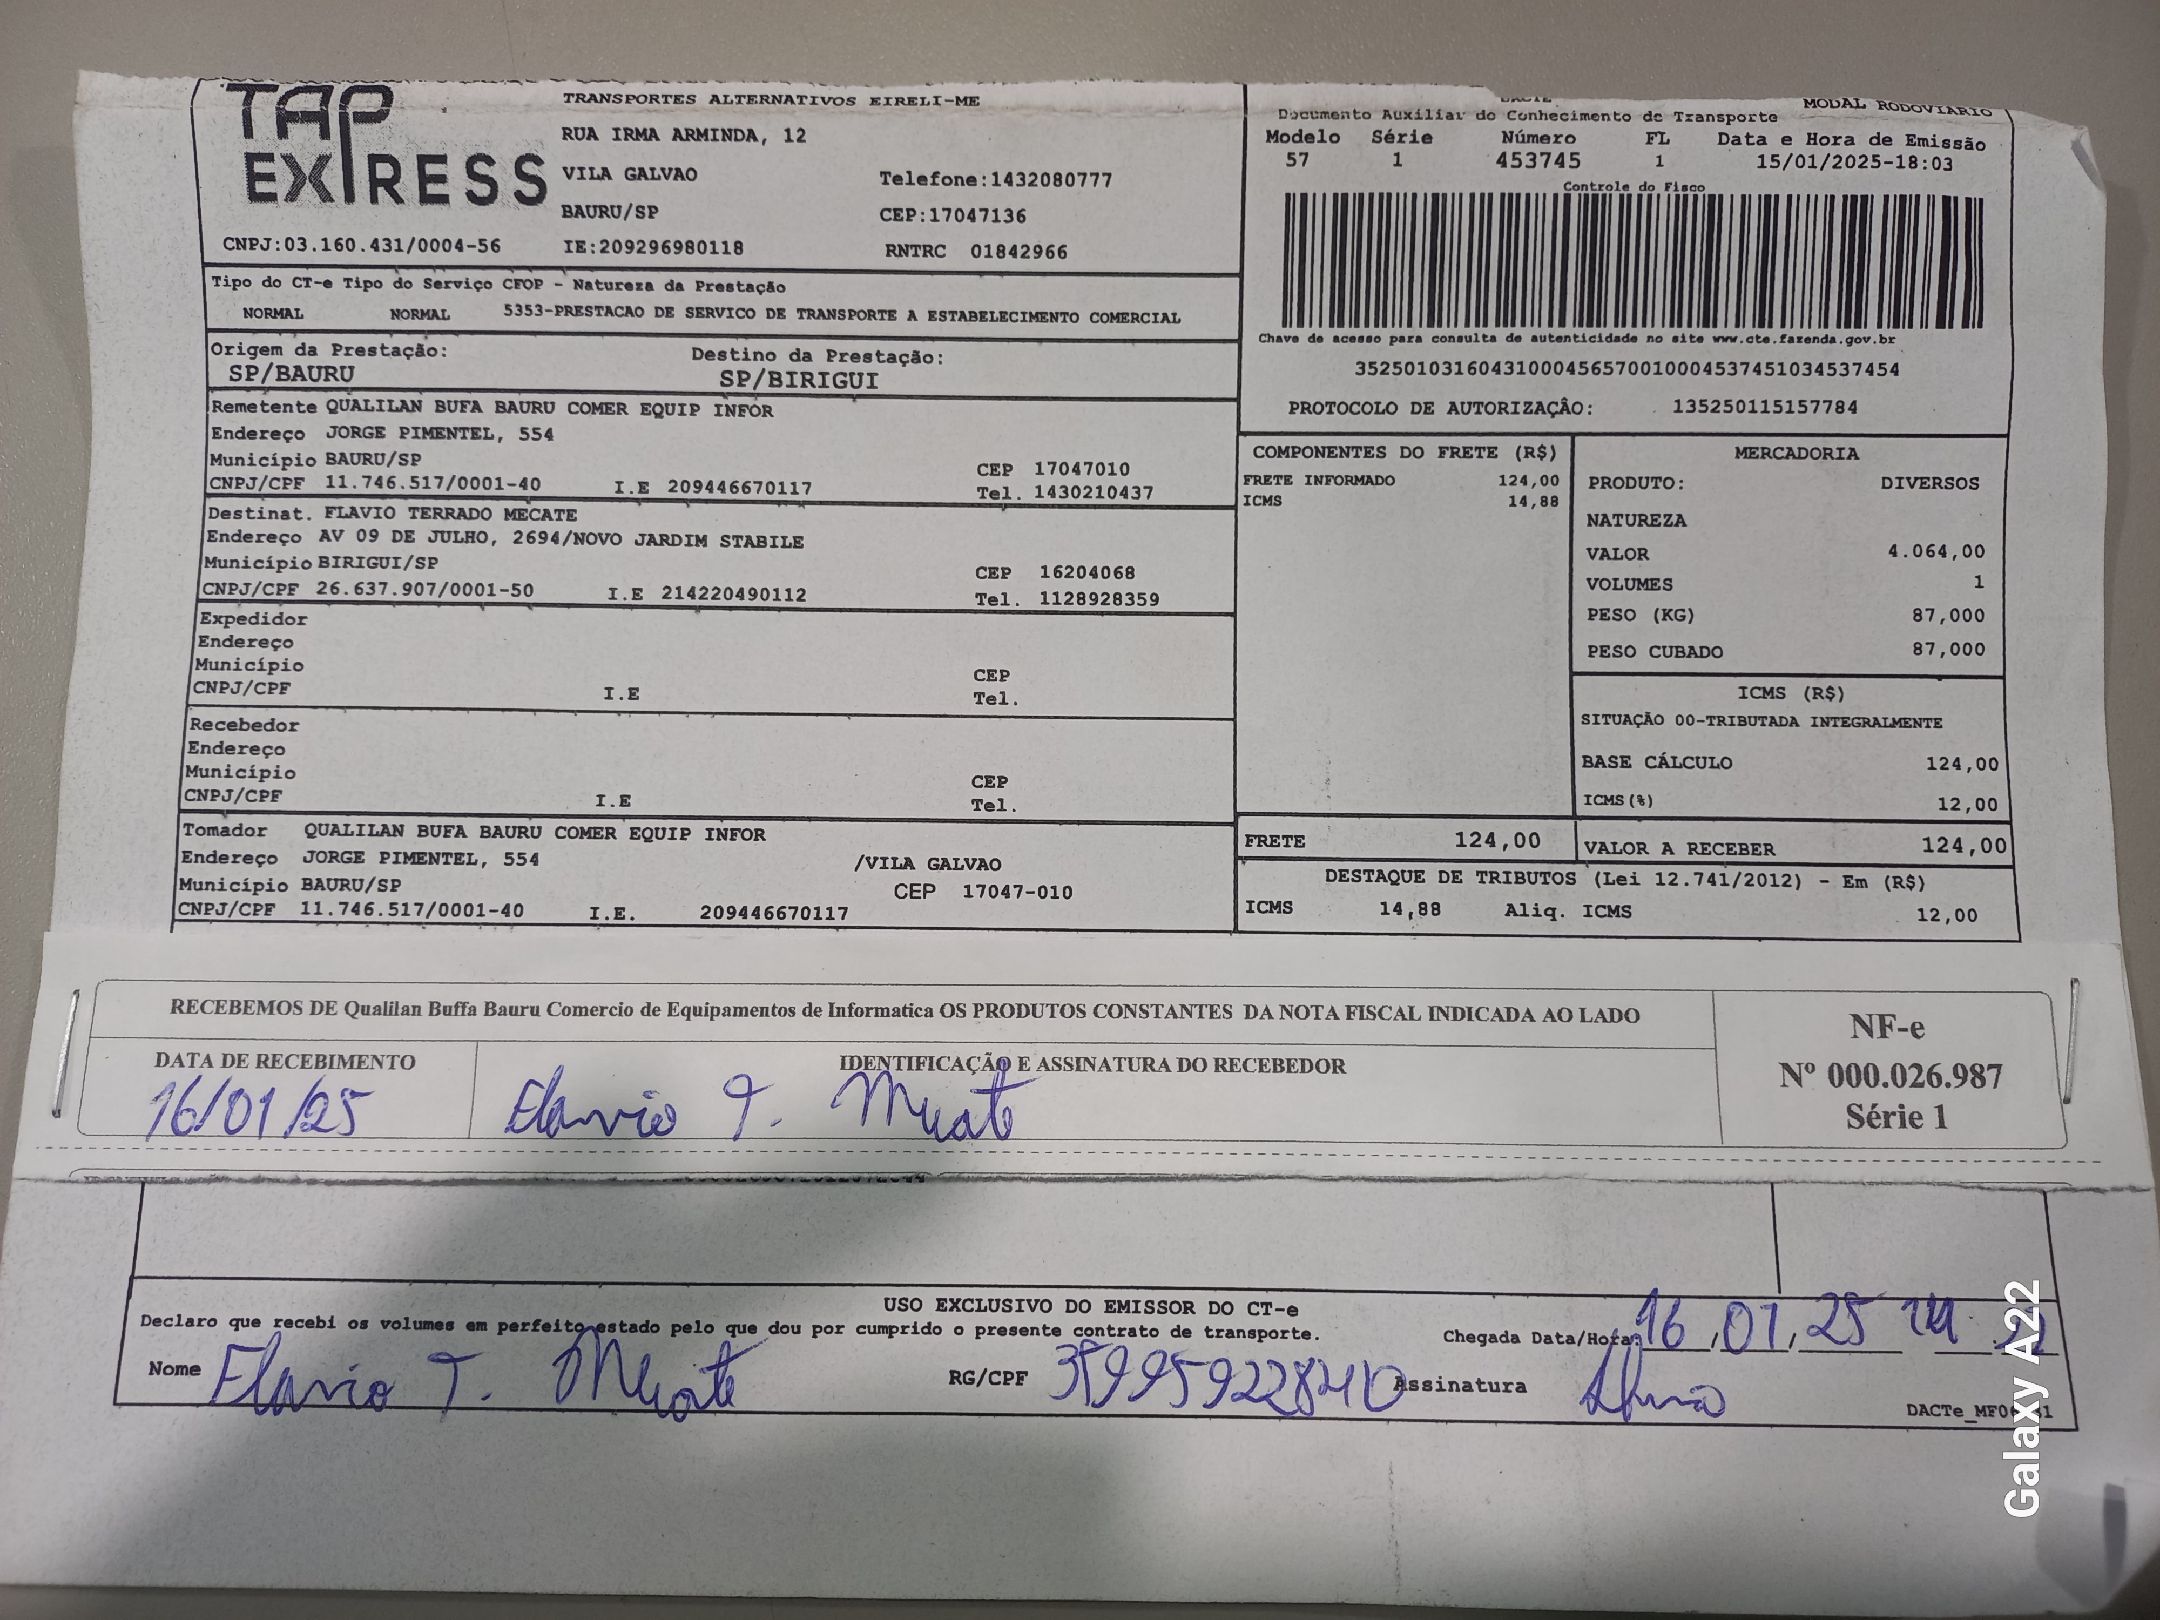 TAP EXPRESS
TRANSPORTES ALTERNATIVOS EIRELI-ME
RUA IRMA ARMINDA, 12
VILA GALVAO Telefone:1432080777
BAURU/SP CEP:17047136
CNPJ:03.160.431/0004-56 IE:209296980118 RNTRC 01842966
MODAL RODOVIARIO
Documento Auxiliar do Conhecimento de Transporte
Modelo Série Número FL Data e Hora de Emissão
57 1 453745 1 15/01/2025-18:03
Controle do Fisco
Chave de acesso para consulta de autenticidade no site www.cte.fazenda.gov.br
35250103160431000456570010004537451034537454
PROTOCOLO DE AUTORIZAÇÃO: 135250115157784
Tipo do CT-e Tipo do Serviço CFOP - Natureza da Prestação
NORMAL NORMAL 5353-PRESTACAO DE SERVICO DE TRANSPORTE A ESTABELECIMENTO COMERCIAL
Origem da Prestação: Destino da Prestação:
SP/BAURU SP/BIRIGUI
Remetente QUALILAN BUFA BAURU COMER EQUIP INFOR
Endereço JORGE PIMENTEL, 554
Município BAURU/SP CEP 17047010
CNPJ/CPF 11.746.517/0001-40 I.E 209446670117 Tel. 1430210437
Destinat. FLAVIO TERRADO MECATE
Endereço AV 09 DE JULHO, 2694/NOVO JARDIM STABILE
Município BIRIGUI/SP CEP 16204068
CNPJ/CPF 26.637.907/0001-50 I.E 214220490112 Tel. 1128928359
Expedidor
Endereço
Município CEP
CNPJ/CPF I.E Tel.
Recebedor
Endereço
Município CEP
CNPJ/CPF I.E Tel.
Tomador QUALILAN BUFA BAURU COMER EQUIP INFOR
Endereço JORGE PIMENTEL, 554 /VILA GALVAO
Município BAURU/SP CEP 17047-010
CNPJ/CPF 11.746.517/0001-40 I.E. 209446670117
COMPONENTES DO FRETE (R$)
FRETE INFORMADO 124,00
ICMS 14,88
MERCADORIA
PRODUTO: DIVERSOS
NATUREZA
VALOR 4.064,00
VOLUMES 1
PESO (KG) 87,000
PESO CUBADO 87,000
ICMS (R$)
SITUAÇÃO 00-TRIBUTADA INTEGRALMENTE
BASE CÁLCULO 124,00
ICMS(%) 12,00
FRETE 124,00 VALOR A RECEBER 124,00
DESTAQUE DE TRIBUTOS (Lei 12.741/2012) - Em (R$)
ICMS 14,88 Aliq. ICMS 12,00
RECEBEMOS DE Qualilan Buffa Bauru Comercio de Equipamentos de Informatica OS PRODUTOS CONSTANTES DA NOTA FISCAL INDICADA AO LADO
DATA DE RECEBIMENTO IDENTIFICAÇÃO E ASSINATURA DO RECEBEDOR
16/01/25 Flavio T. Mecate
NF-e
Nº 000.026.987
Série 1
USO EXCLUSIVO DO EMISSOR DO CT-e
Declaro que recebi os volumes em perfeito estado pelo que dou por cumprido o presente contrato de transporte.
Chegada Data/Hora: 16/01/25 14
Nome Flavio T. Mecate RG/CPF 35995922840 Assinatura Flavio
Galaxy A22